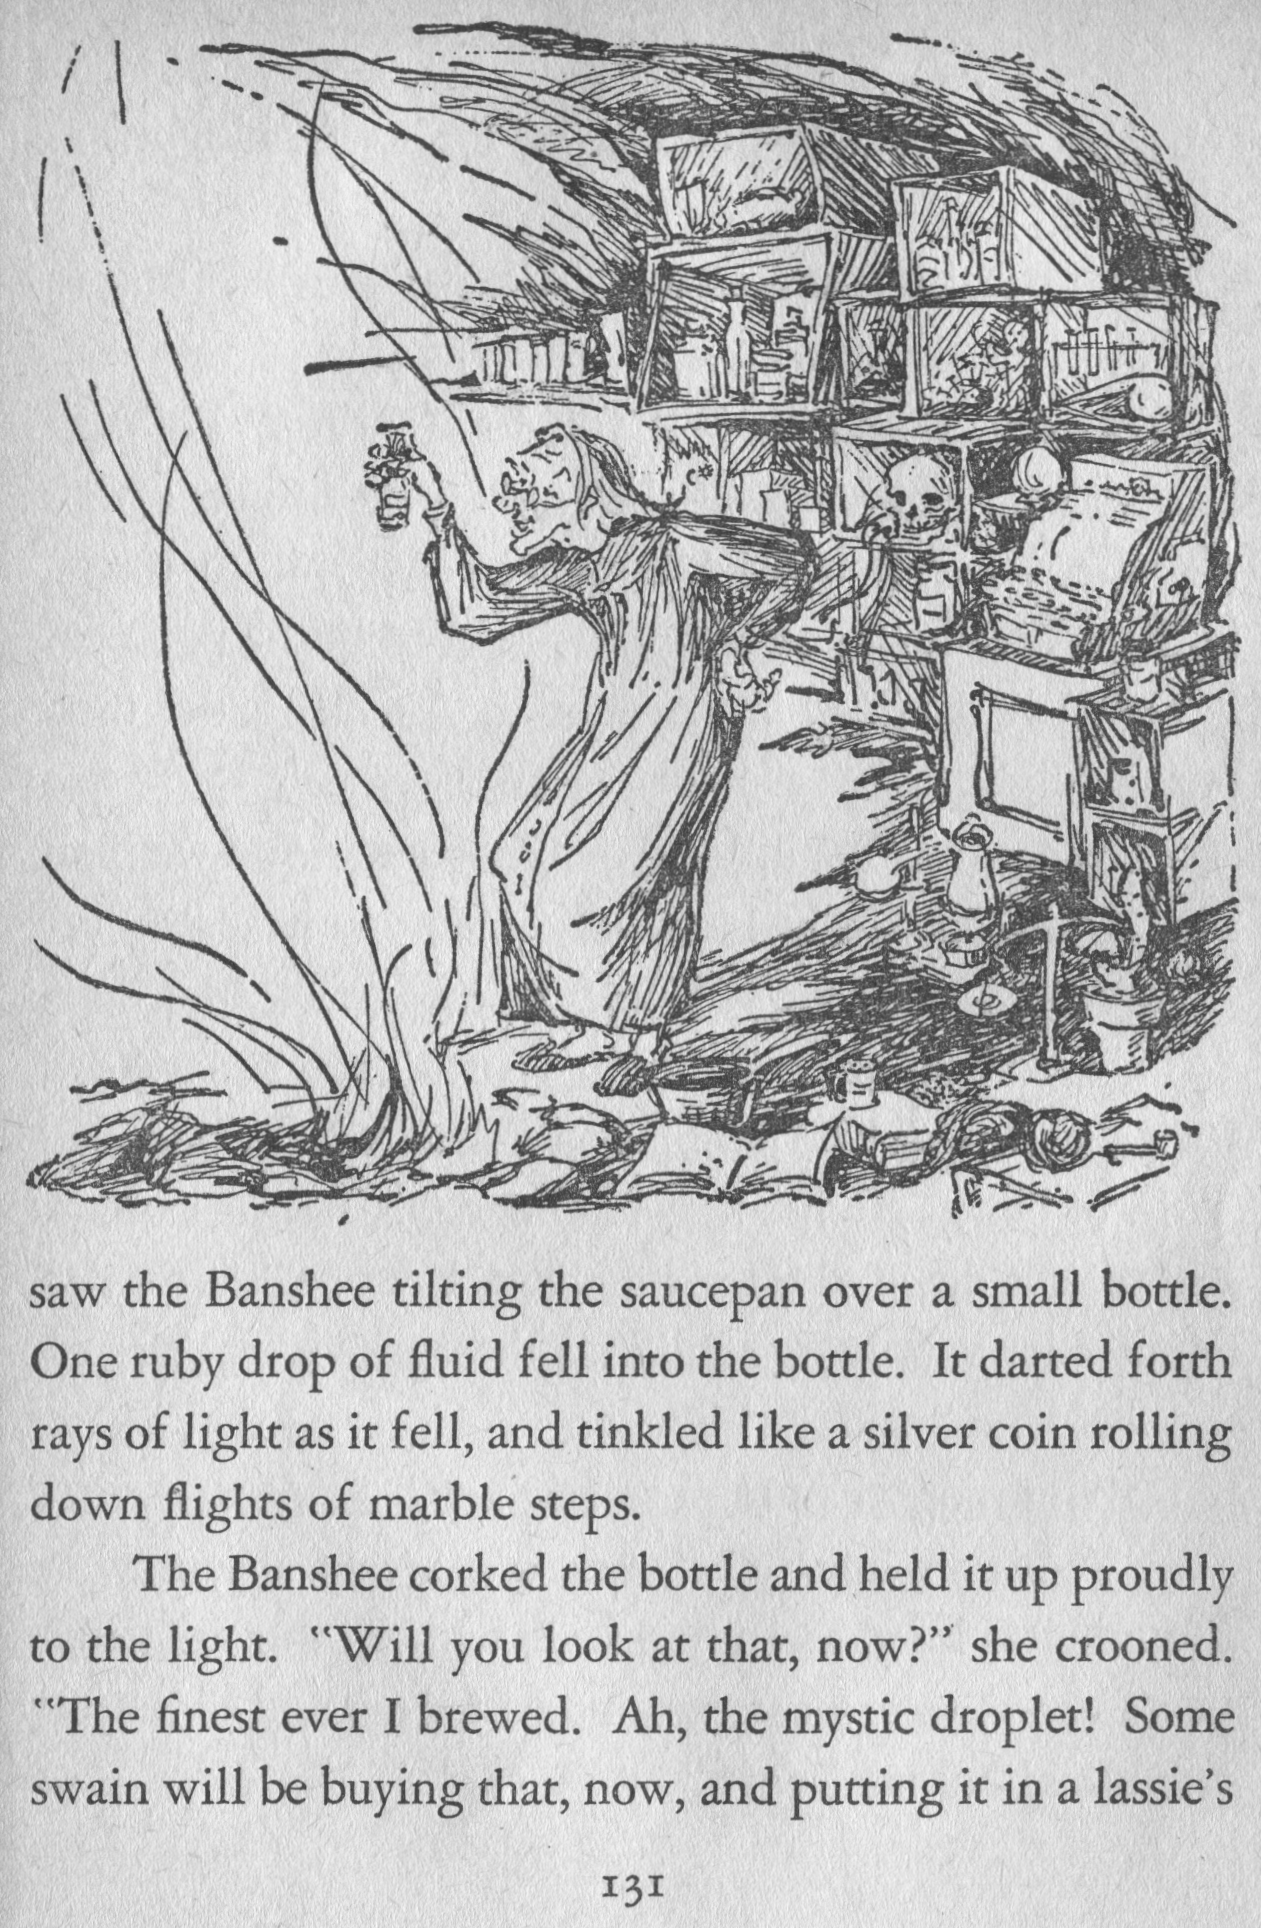 saw the Banshee tilting the saucepan over a small bottle.
One ruby drop of fluid fell into the bottle. It darted forth
rays of light as it fell, and tinkled like a silver coin rolling
down flights of marble steps.
The Banshee corked the bottle and held it up proudly
to the light. "Will you look at that, now?" she crooned.
"The finest ever I brewed. Ah, the mystic droplet! Some
swain will be buying that, now, and putting it in a lassie's
131